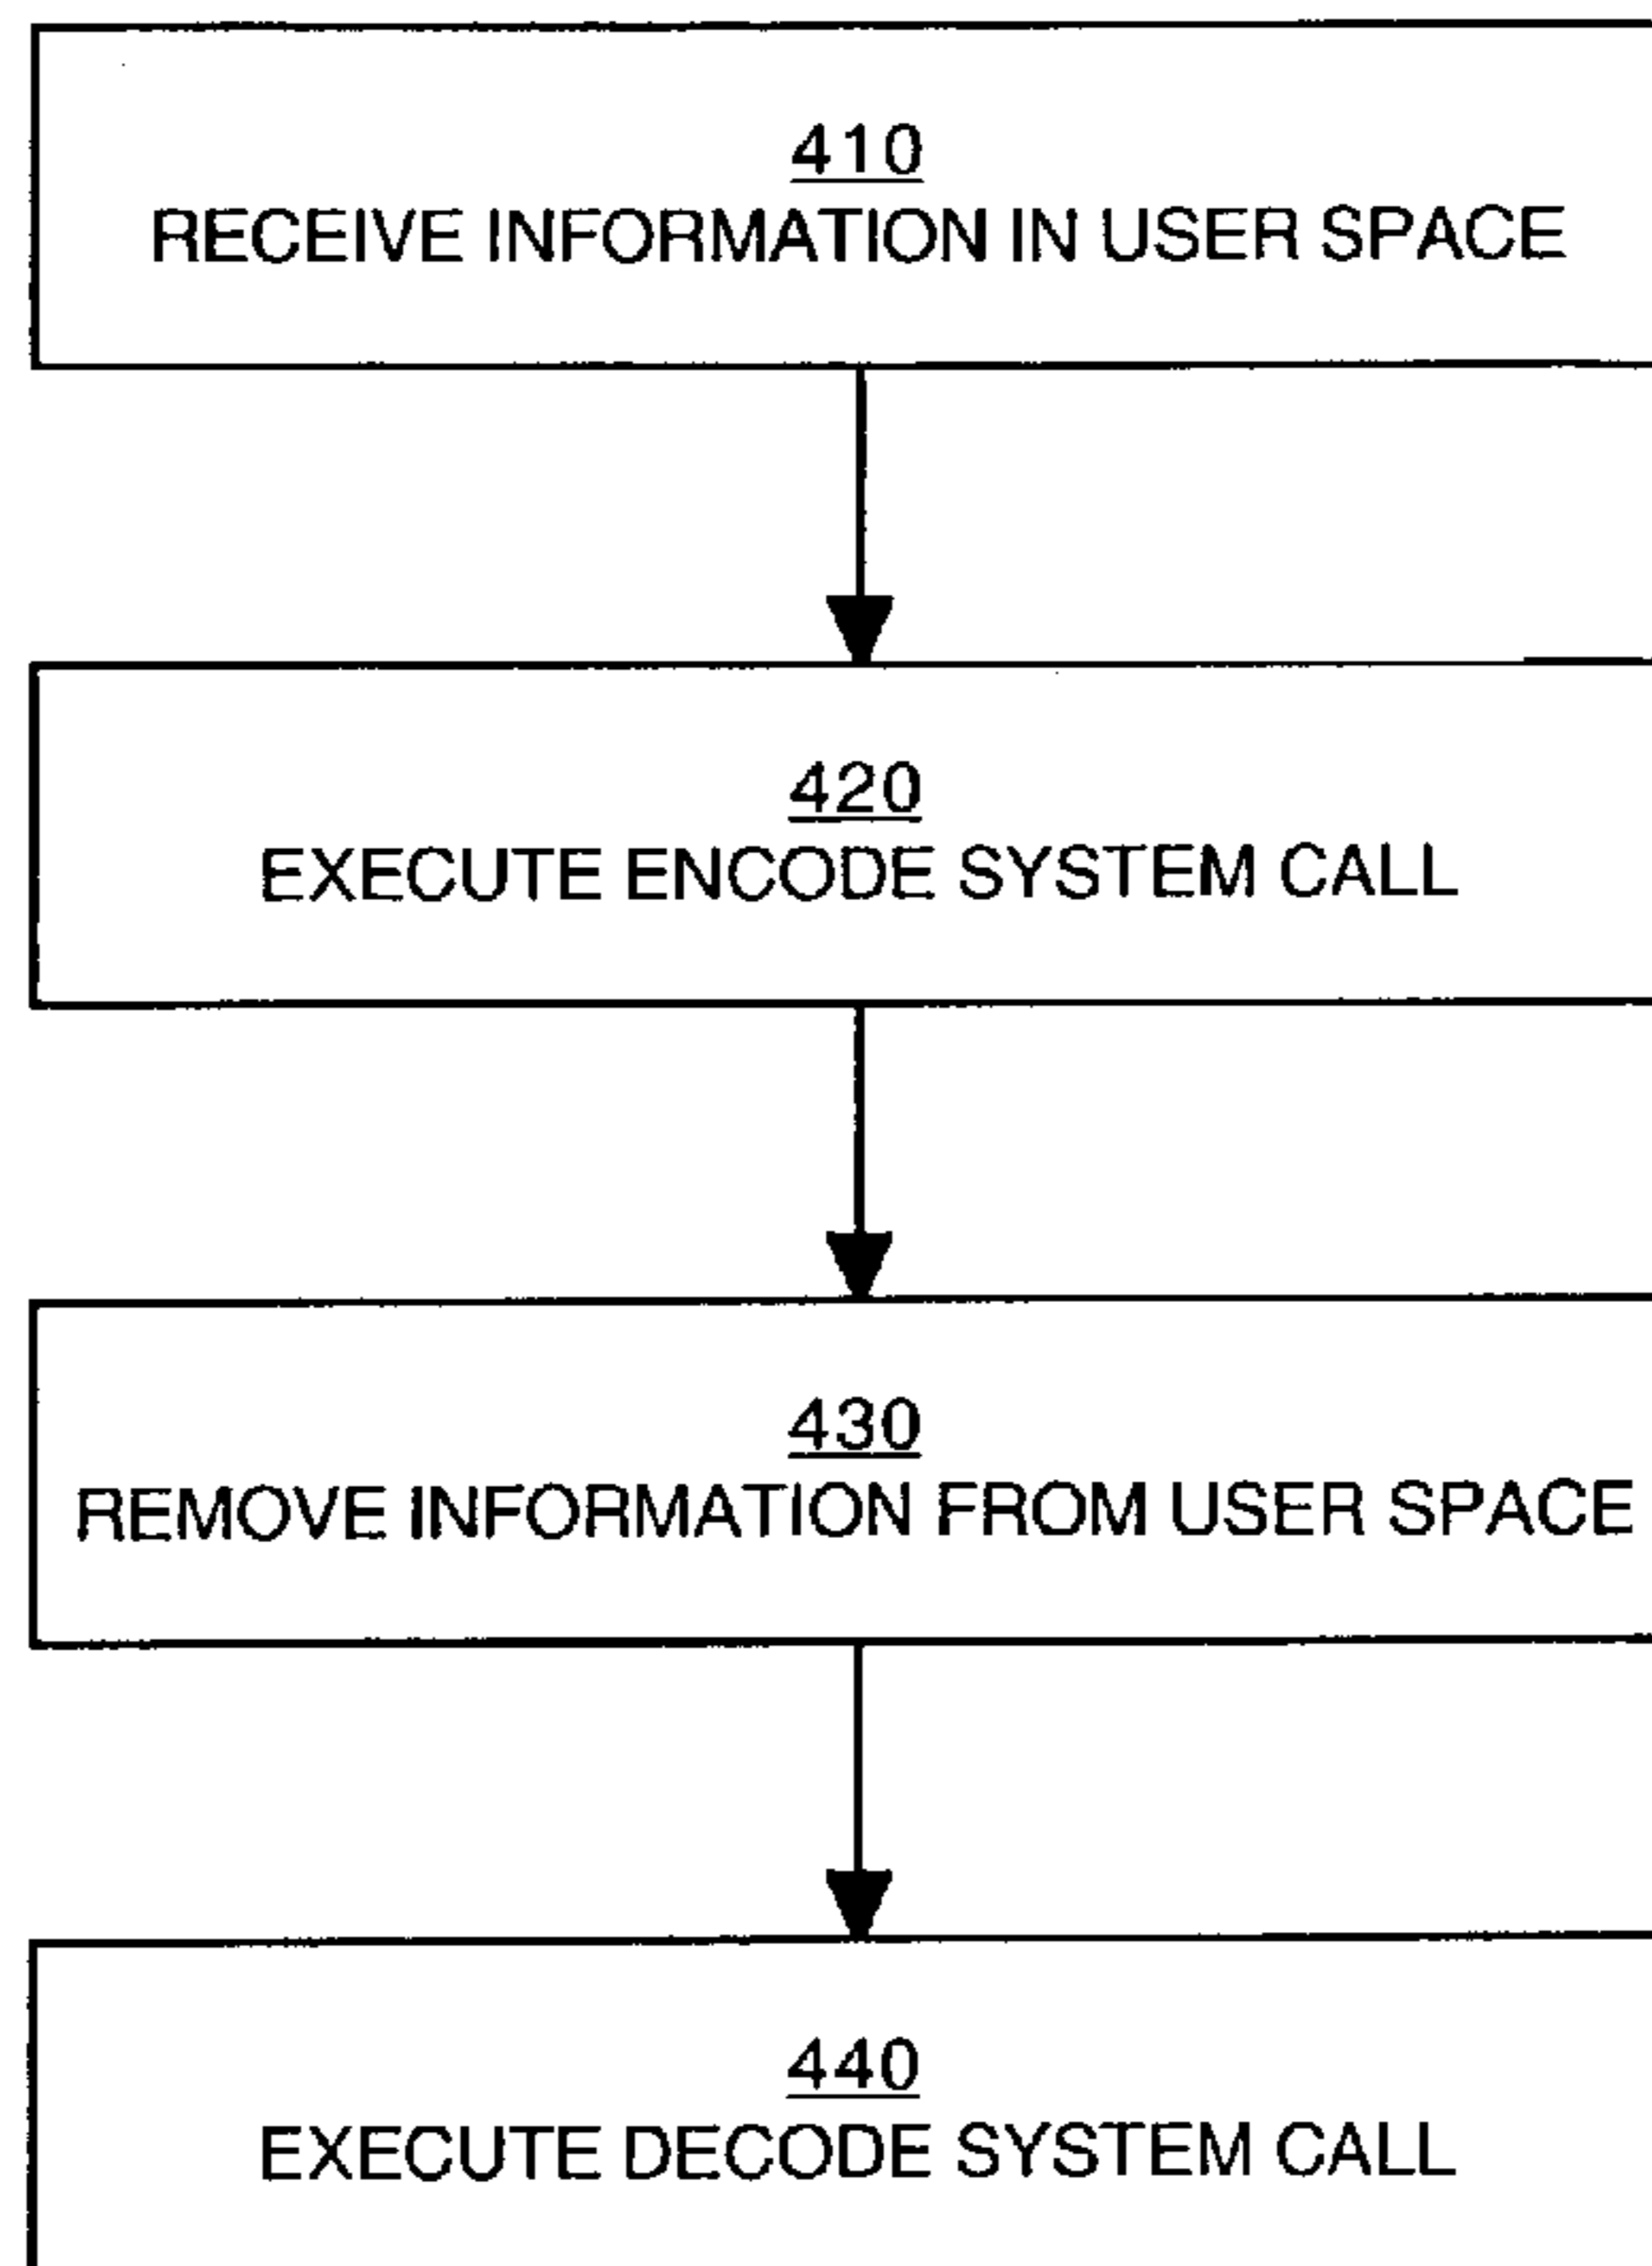 410
RECEIVE INFORMATION IN USER SPACE
420
EXECUTE ENCODE SYSTEM CALL
430
REMOVE INFORMATION FROM USER SPACE
440
EXECUTE DECODE SYSTEM CALL